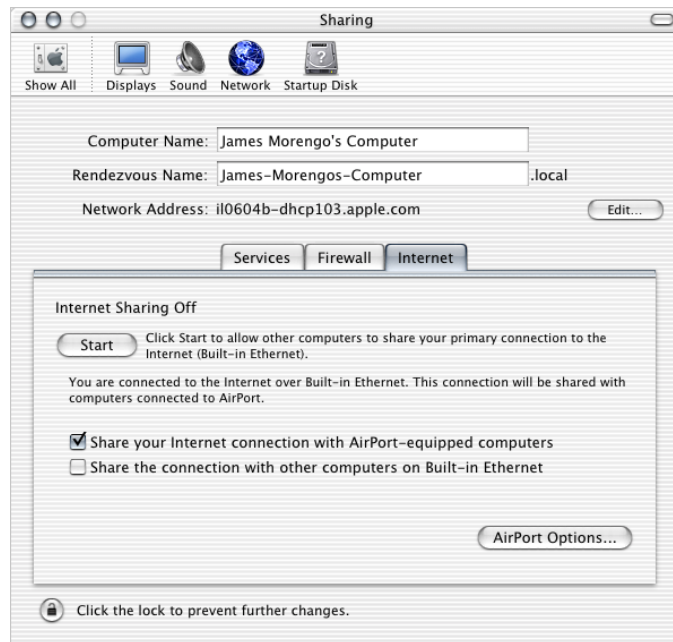 Sharing
Show All Displays Sound Network Startup Disk
Computer Name: James Morengo's Computer
Rendezvous Name: James-Morengos-Computer .local
Network Address: il0604b-dhcp103.apple.com Edit...
Services Firewall Internet
Internet Sharing Off
Start Click Start to allow other computers to share your primary connection to the
Internet (Built-in Ethernet).
You are connected to the Internet over Built-in Ethernet. This connection will be shared with
computers connected to AirPort.
Share your Internet connection with AirPort-equipped computers
Share the connection with other computers on Built-in Ethernet
AirPort Options...
Click the lock to prevent further changes.